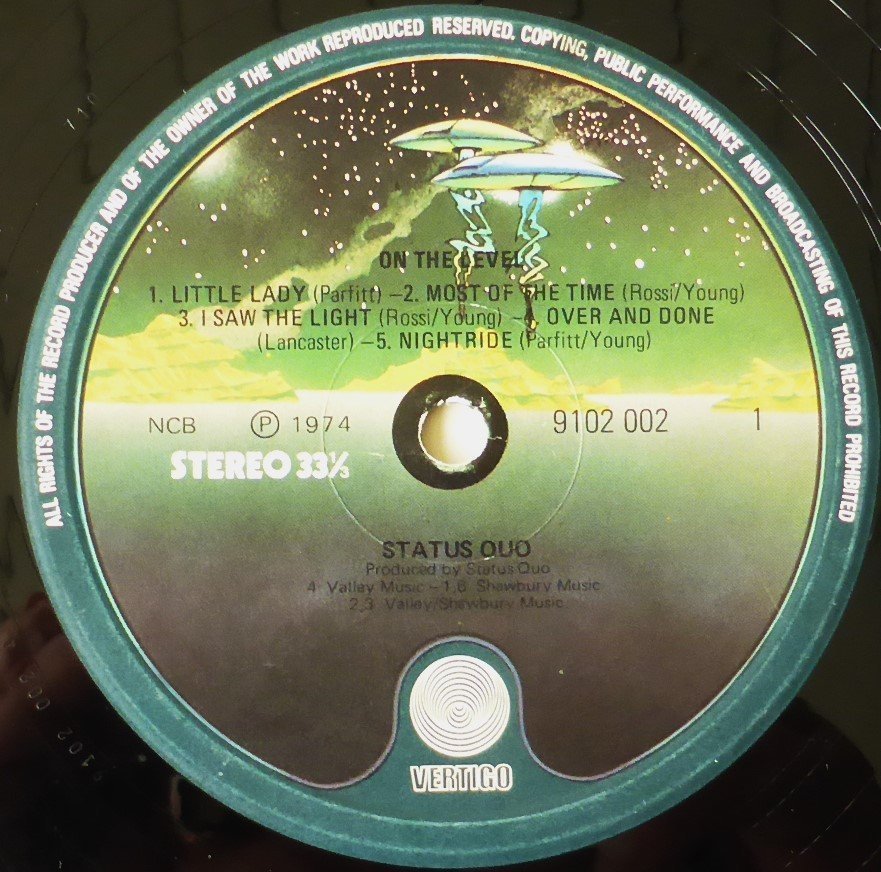 ALL RIGHTS OF THE RECORD PRODUCER AND OF THE OWNER OF THE WORK REPRODUCED RESERVED. COPYING, PUBLIC PERFORMANCE AND BROADCASTING OF THIS RECORD PROHIBITED
ON THE LEVEL
1. LITTLE LADY (Parfitt) –2. MOST OF THE TIME (Rossi/Young)
3. I SAW THE LIGHT (Rossi/Young) –4. OVER AND DONE
(Lancaster) –5. NIGHTRIDE (Parfitt/Young)
NCB Ⓟ 1974 9102 002 1
STEREO 33⅓
STATUS QUO
Produced by Status Quo
4 Valley Music – 1,5 Shawbury Music
2,3 Valley/Shawbury Music
VERTIGO
9102 002